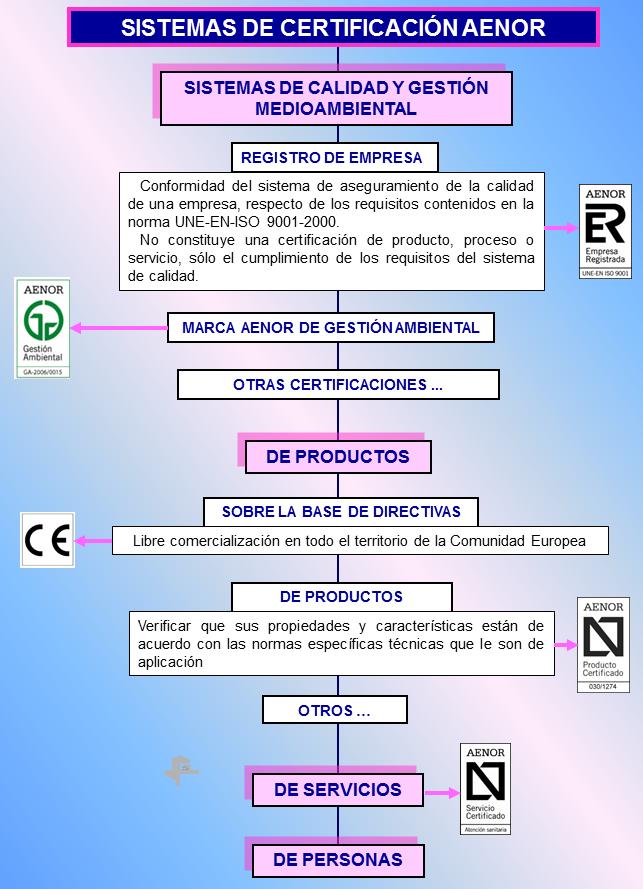 SISTEMAS DE CERTIFICACIÓN AENOR
SISTEMAS DE CALIDAD Y GESTIÓN
MEDIOAMBIENTAL
REGISTRO DE EMPRESA
Conformidad del sistema de aseguramiento de la calidad
de una empresa, respecto de los requisitos contenidos en la
norma UNE-EN-ISO 9001-2000.
No constituye una certificación de producto, proceso o
servicio, sólo el cumplimiento de los requisitos del sistema
de calidad.
AENOR
ER
Empresa
Registrada
UNE-EN ISO 9001
AENOR
Gestión
Ambiental
GA-2006/0015
MARCA AENOR DE GESTIÓN AMBIENTAL
OTRAS CERTIFICACIONES ...
DE PRODUCTOS
SOBRE LA BASE DE DIRECTIVAS
CE
Libre comercialización en todo el territorio de la Comunidad Europea
DE PRODUCTOS
Verificar que sus propiedades y características están de
acuerdo con las normas específicas técnicas que le son de
aplicación
AENOR
N
Producto
Certificado
030/1274
OTROS …
DE SERVICIOS
AENOR
N
Servicio
Certificado
Atención sanitaria
DE PERSONAS